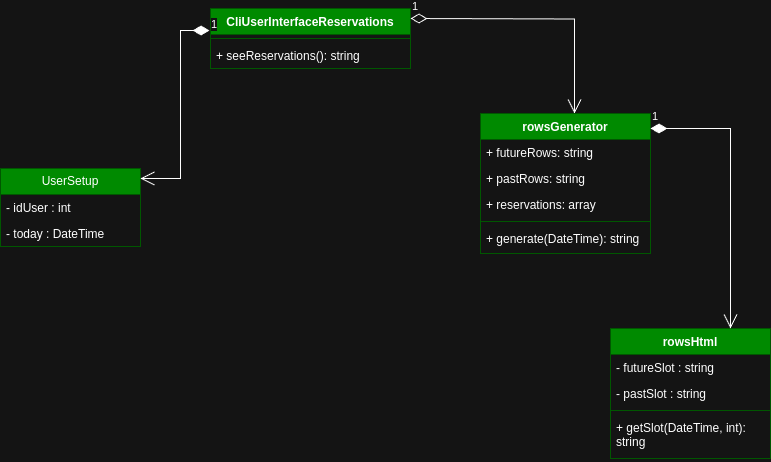 1
CliUserInterfaceReservations
1
+ seeReservations(): string
rowsGenerator
1
+ futureRows: string
+ pastRows: string
+ reservations: array
+ generate(DateTime): string
UserSetup
- idUser : int
- today : DateTime
rowsHtml
- futureSlot : string
- pastSlot : string
+ getSlot(DateTime, int):
string